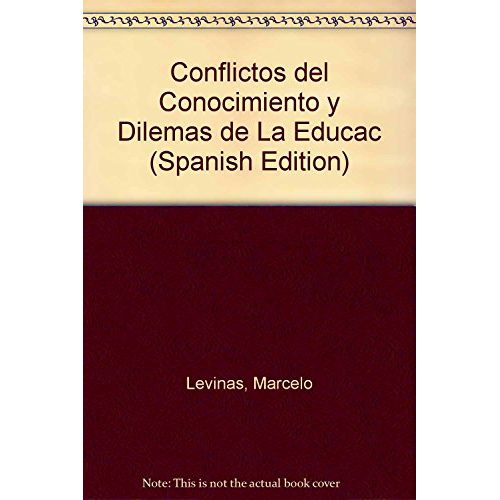 Conflictos del
Conocimiento y
Dilemas de La Educac
(Spanish Edition)
Levinas, Marcelo
Note: This is not the actual book cover